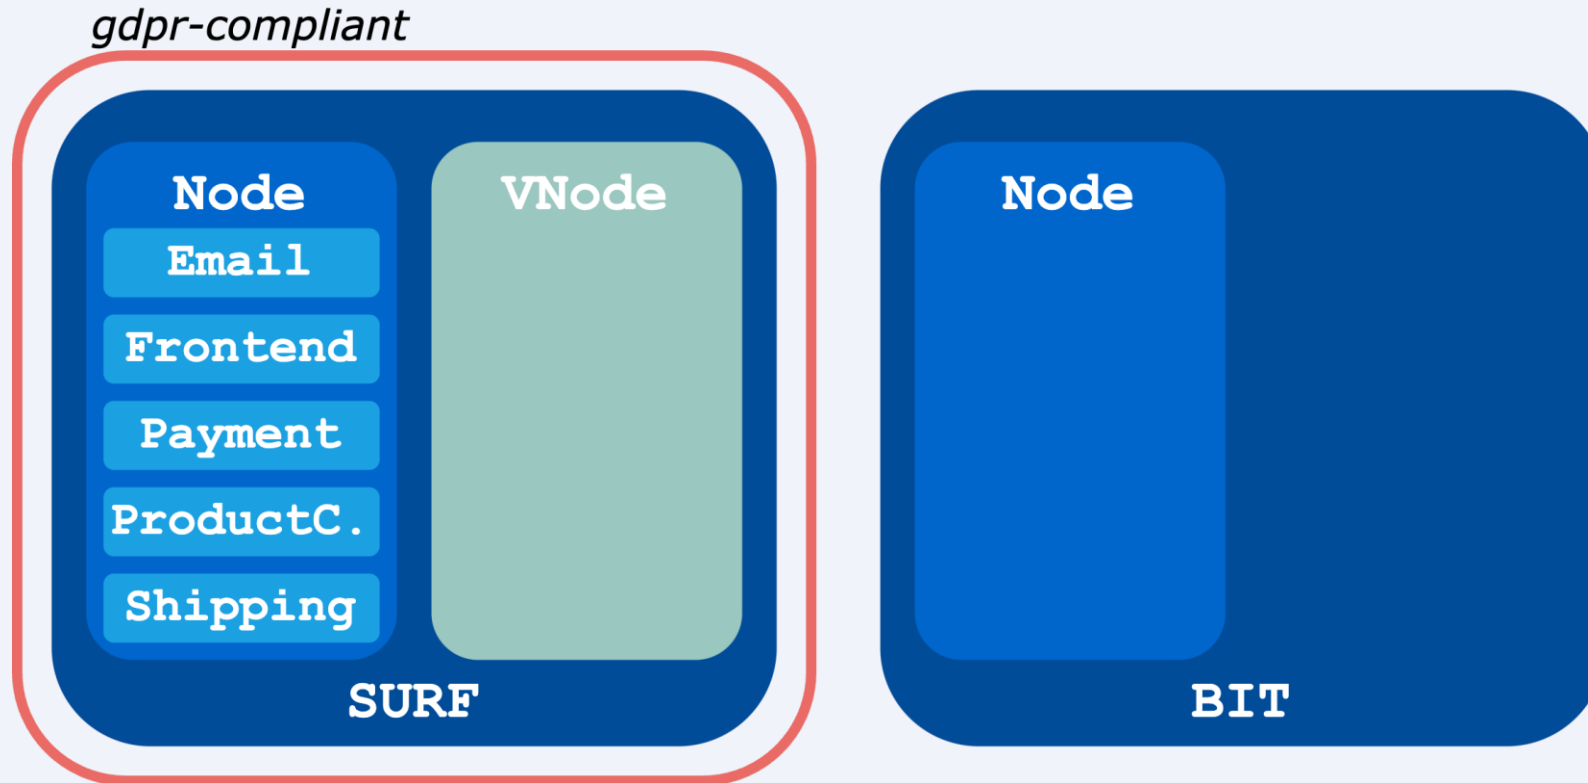 gdpr-compliant
Node
Email
Frontend
Payment
ProductC.
Shipping
VNode
SURF
Node
BIT